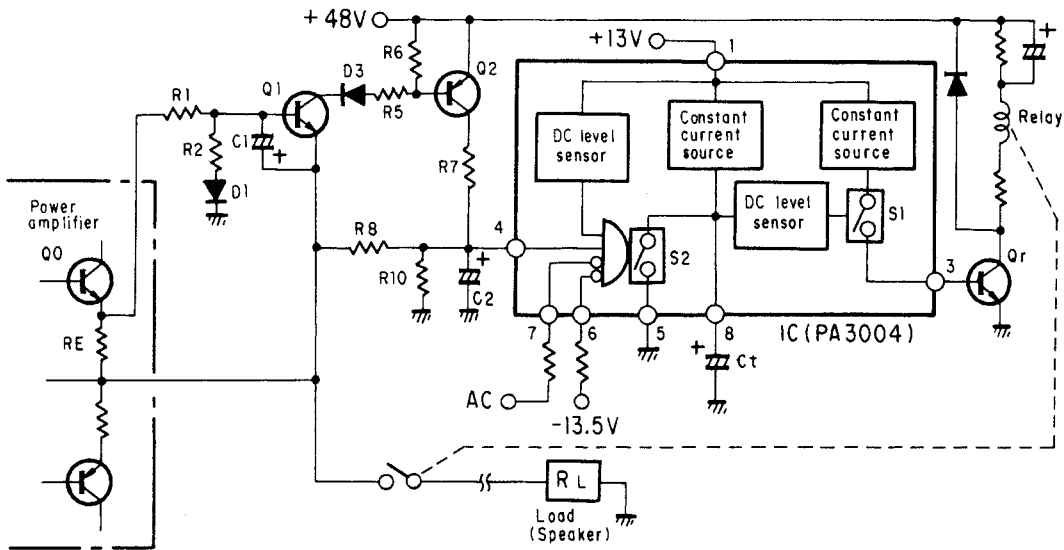 +48V
+13V
1
R6
Q2
D3
Q1
R1
R5
R2
C1
+
D1
R7
DC level
sensor
Constant
current
source
Constant
current
source
+
Relay
Power
amplifier
Q0
RE
4
R8
R10
+
C2
S2
DC level
sensor
S1
3
Qr
7
6
5
8
IC(PA3004)
+
Ct
AC
-13.5V
RL
Load
(Speaker)